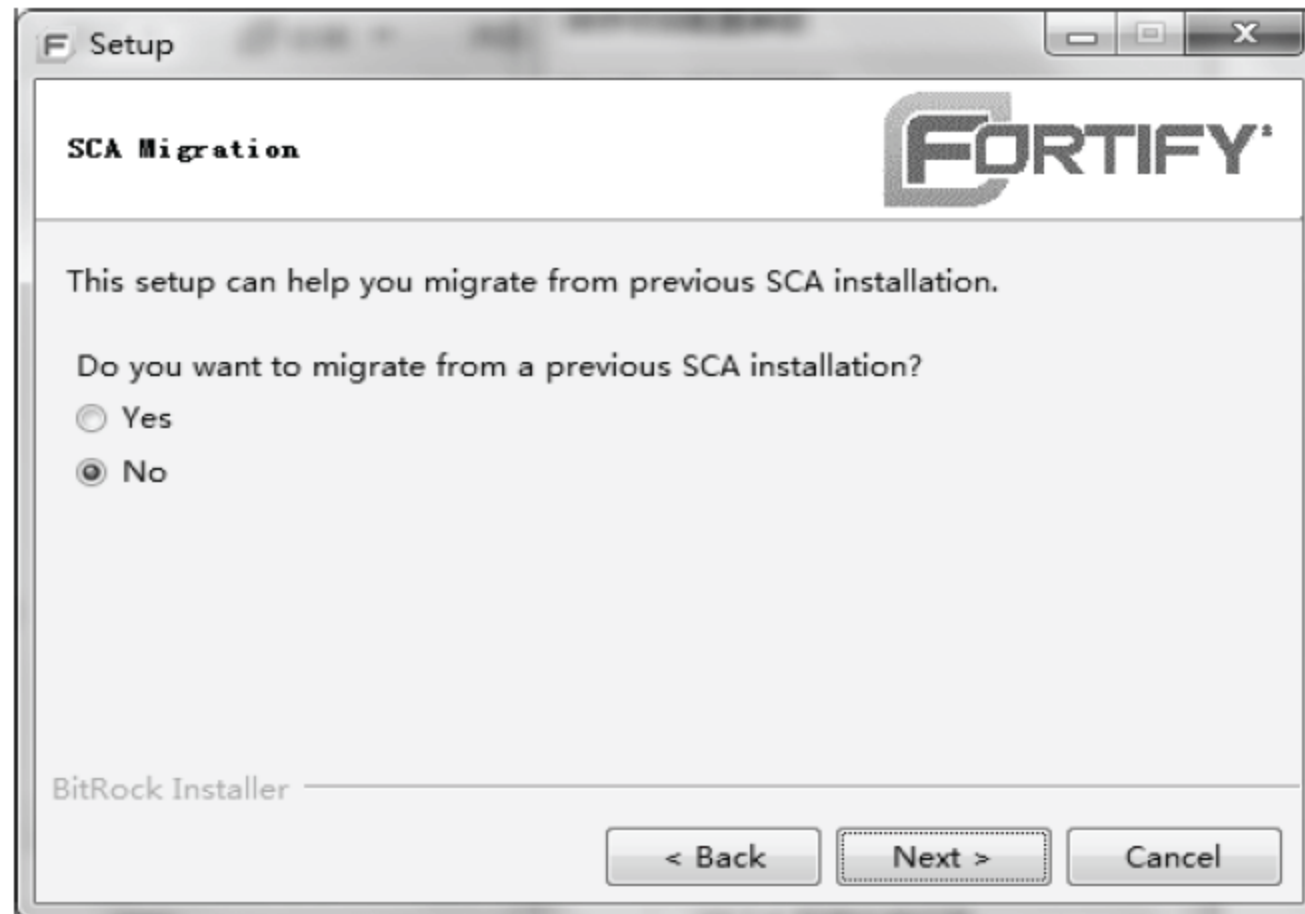 Setup
SCA Migration
FORTIFY
This setup can help you migrate from previous SCA installation.
Do you want to migrate from a previous SCA installation?
Yes
No
BitRock Installer
< Back
Next >
Cancel